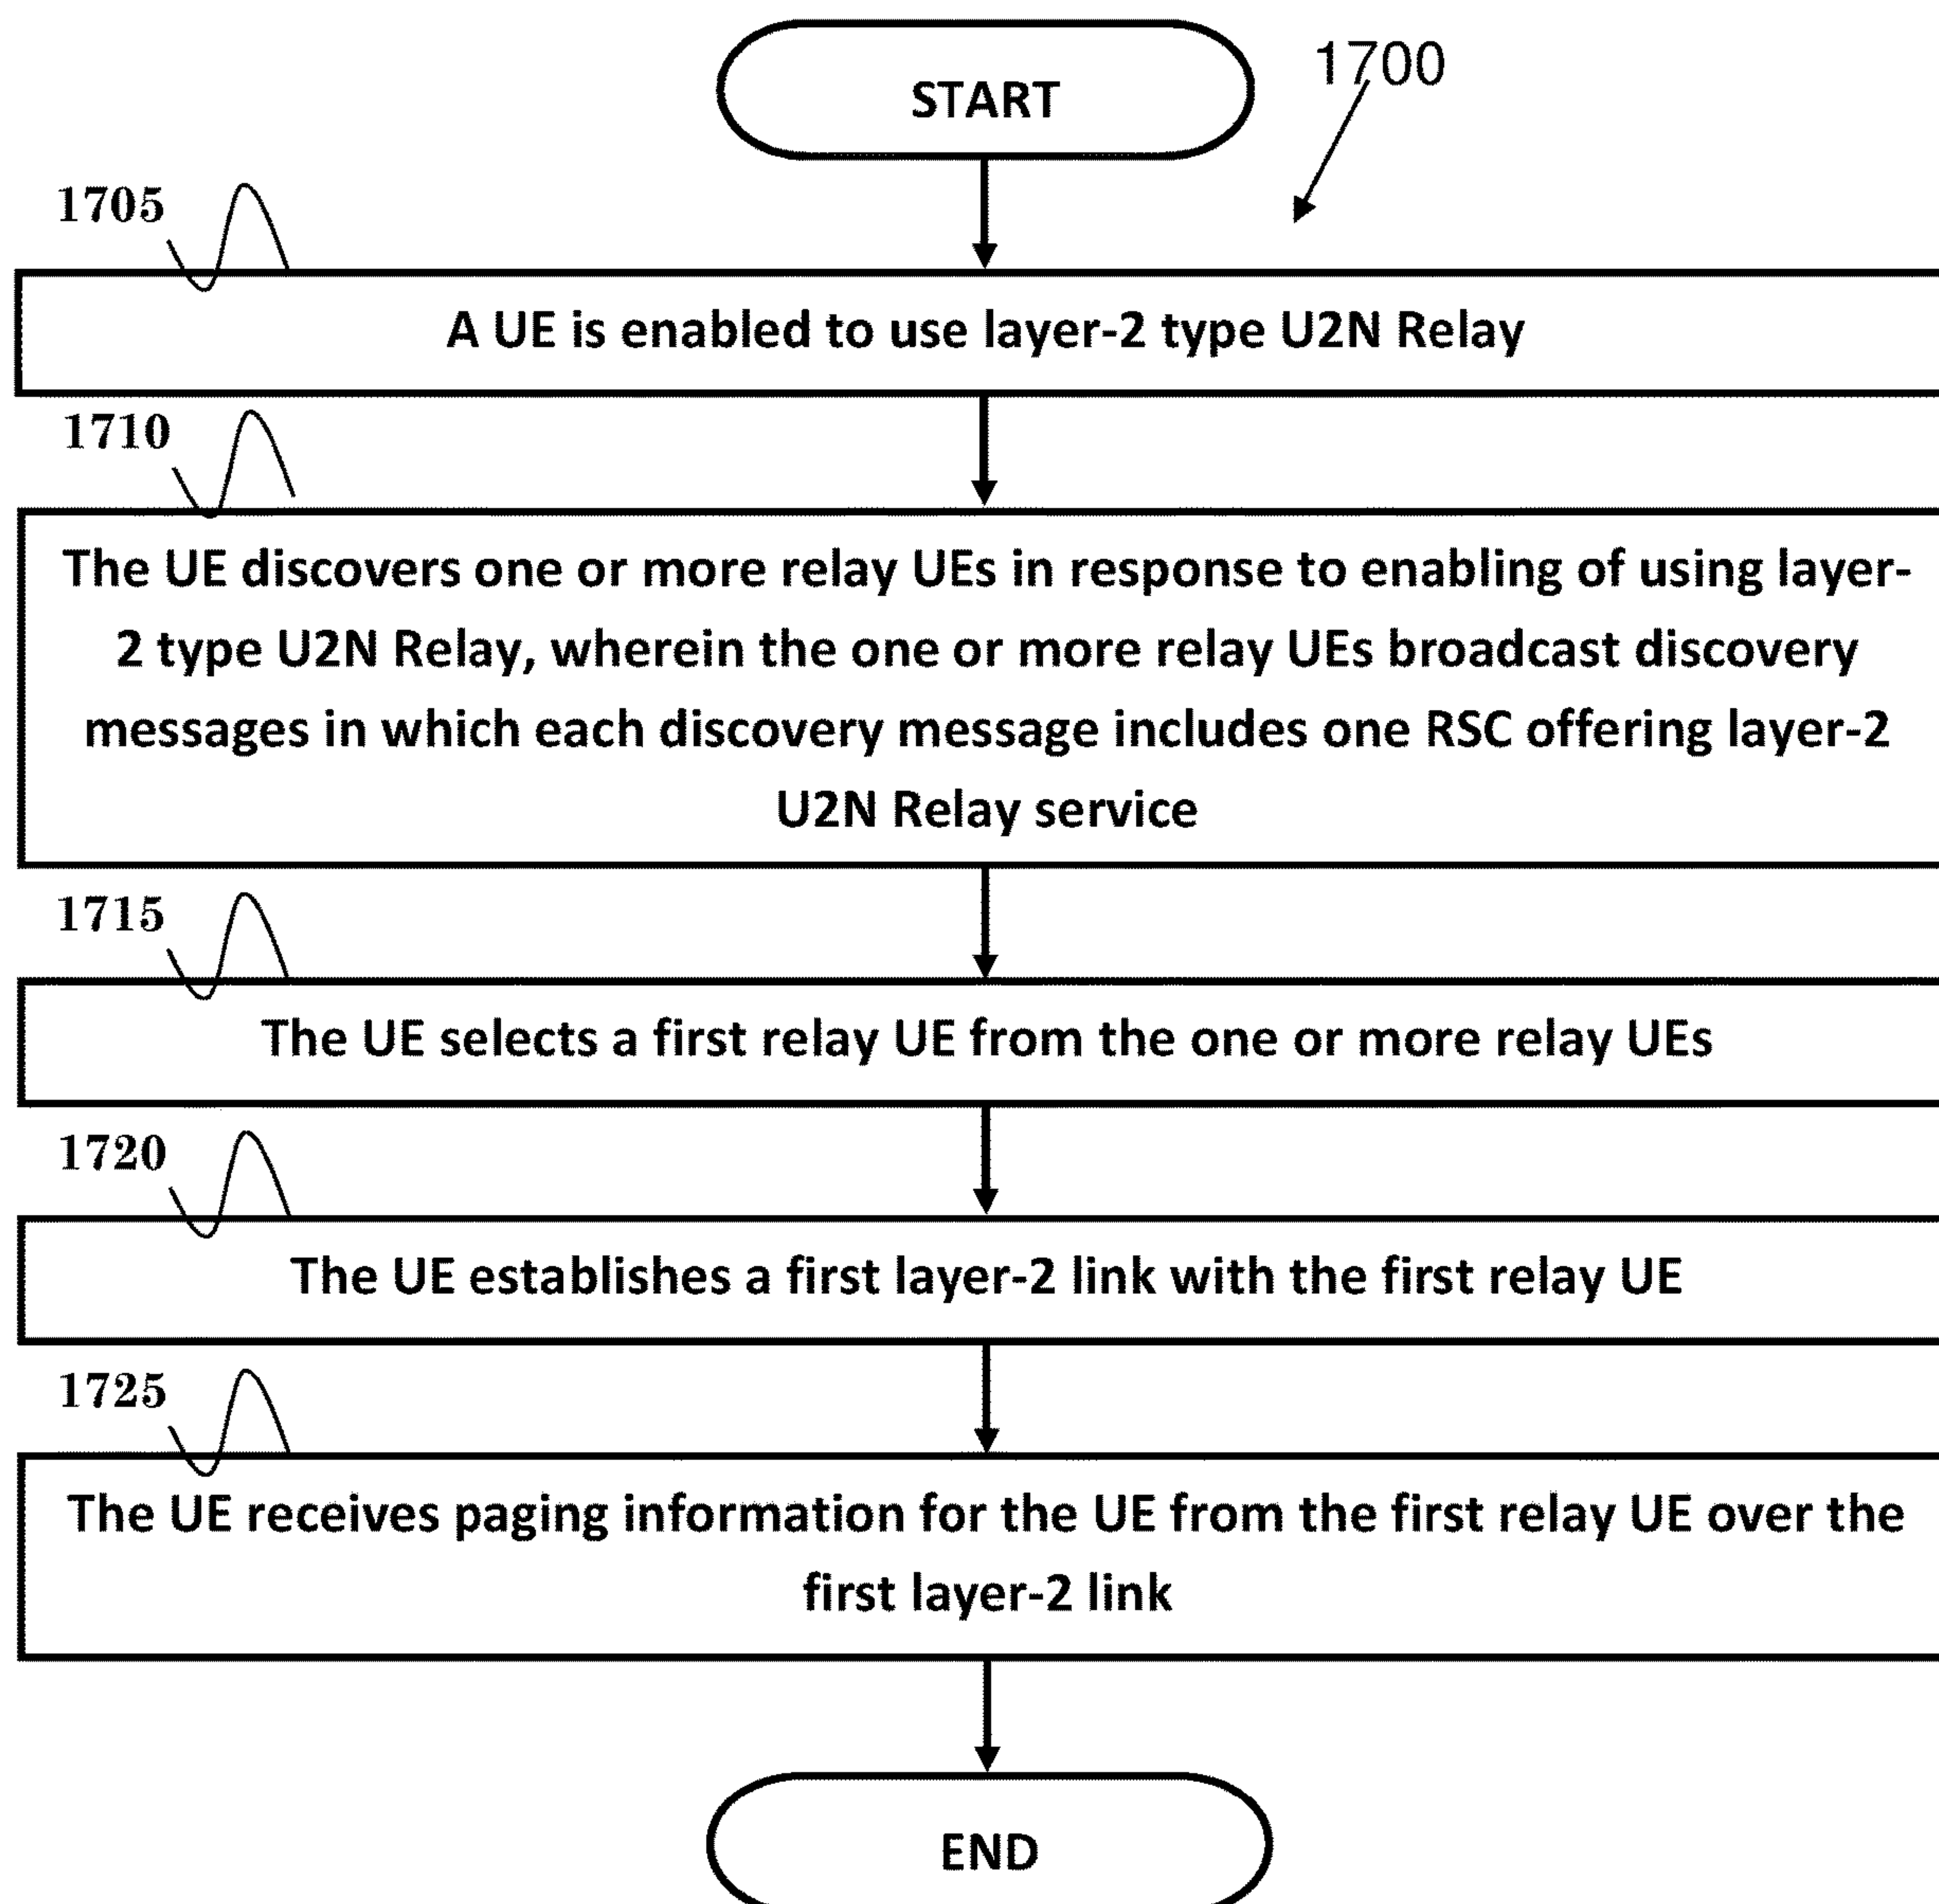 START
1700
1705
A UE is enabled to use layer-2 type U2N Relay
1710
The UE discovers one or more relay UEs in response to enabling of using layer-
2 type U2N Relay, wherein the one or more relay UEs broadcast discovery
messages in which each discovery message includes one RSC offering layer-2
U2N Relay service
1715
The UE selects a first relay UE from the one or more relay UEs
1720
The UE establishes a first layer-2 link with the first relay UE
1725
The UE receives paging information for the UE from the first relay UE over the
first layer-2 link
END